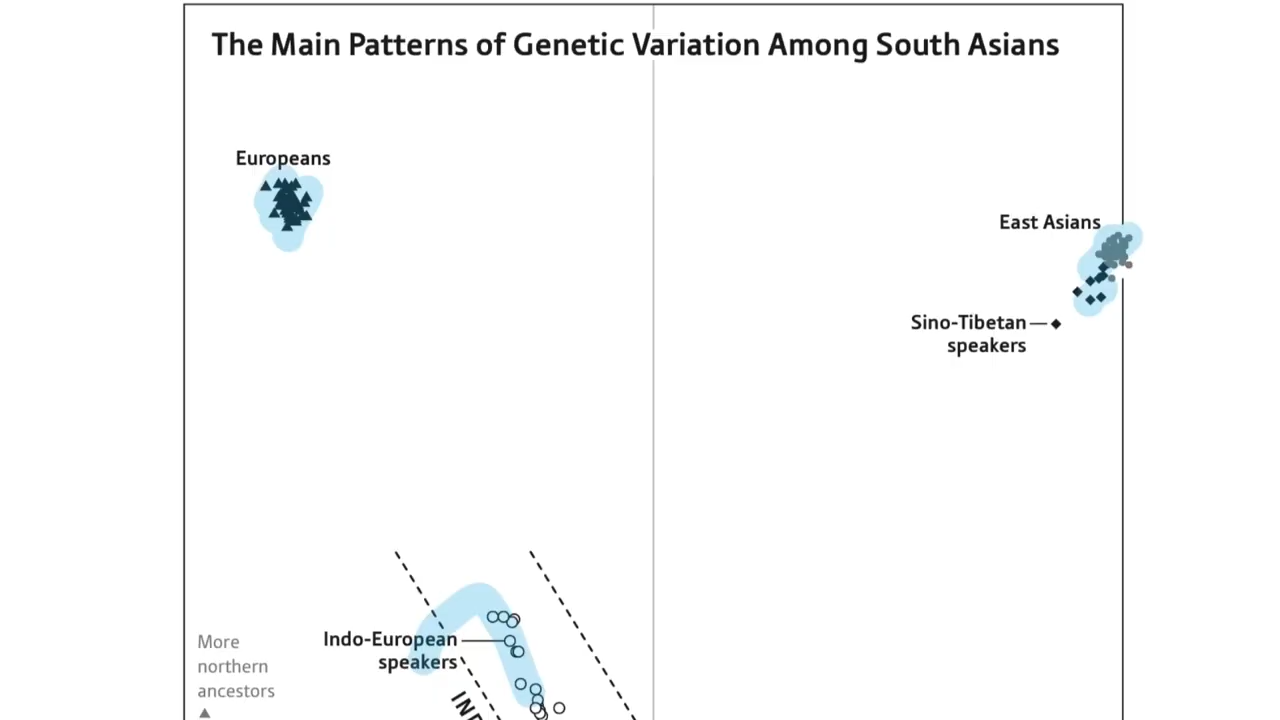 The Main Patterns of Genetic Variation Among South Asians
Europeans
East Asians
Sino-Tibetan
speakers
Indo-European
speakers
More
northern
ancestors